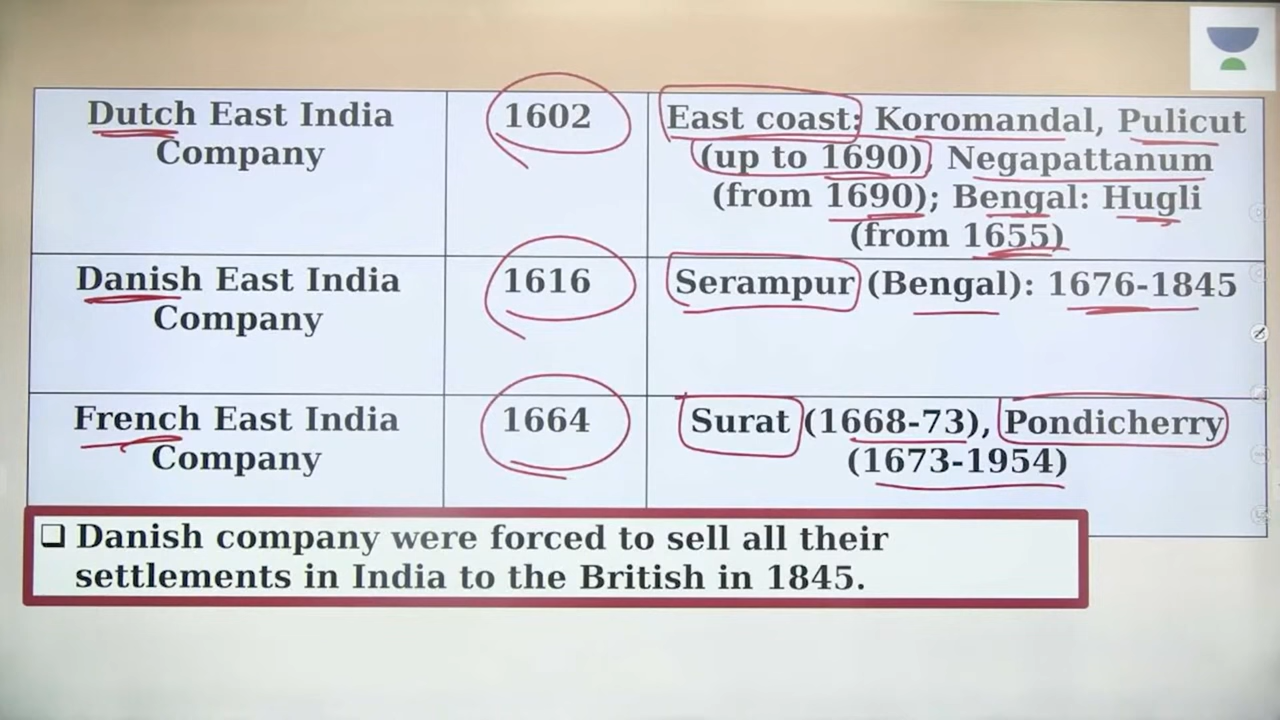 Dutch East India
Company
1602
East coast: Koromandal, Pulicut
(up to 1690), Negapattanum
(from 1690); Bengal: Hugli
(from 1655)
Danish East India
Company
1616
Serampur (Bengal): 1676-1845
French East India
Company
1664
Surat (1668-73), Pondicherry
(1673-1954)
❑ Danish company were forced to sell all their
settlements in India to the British in 1845.